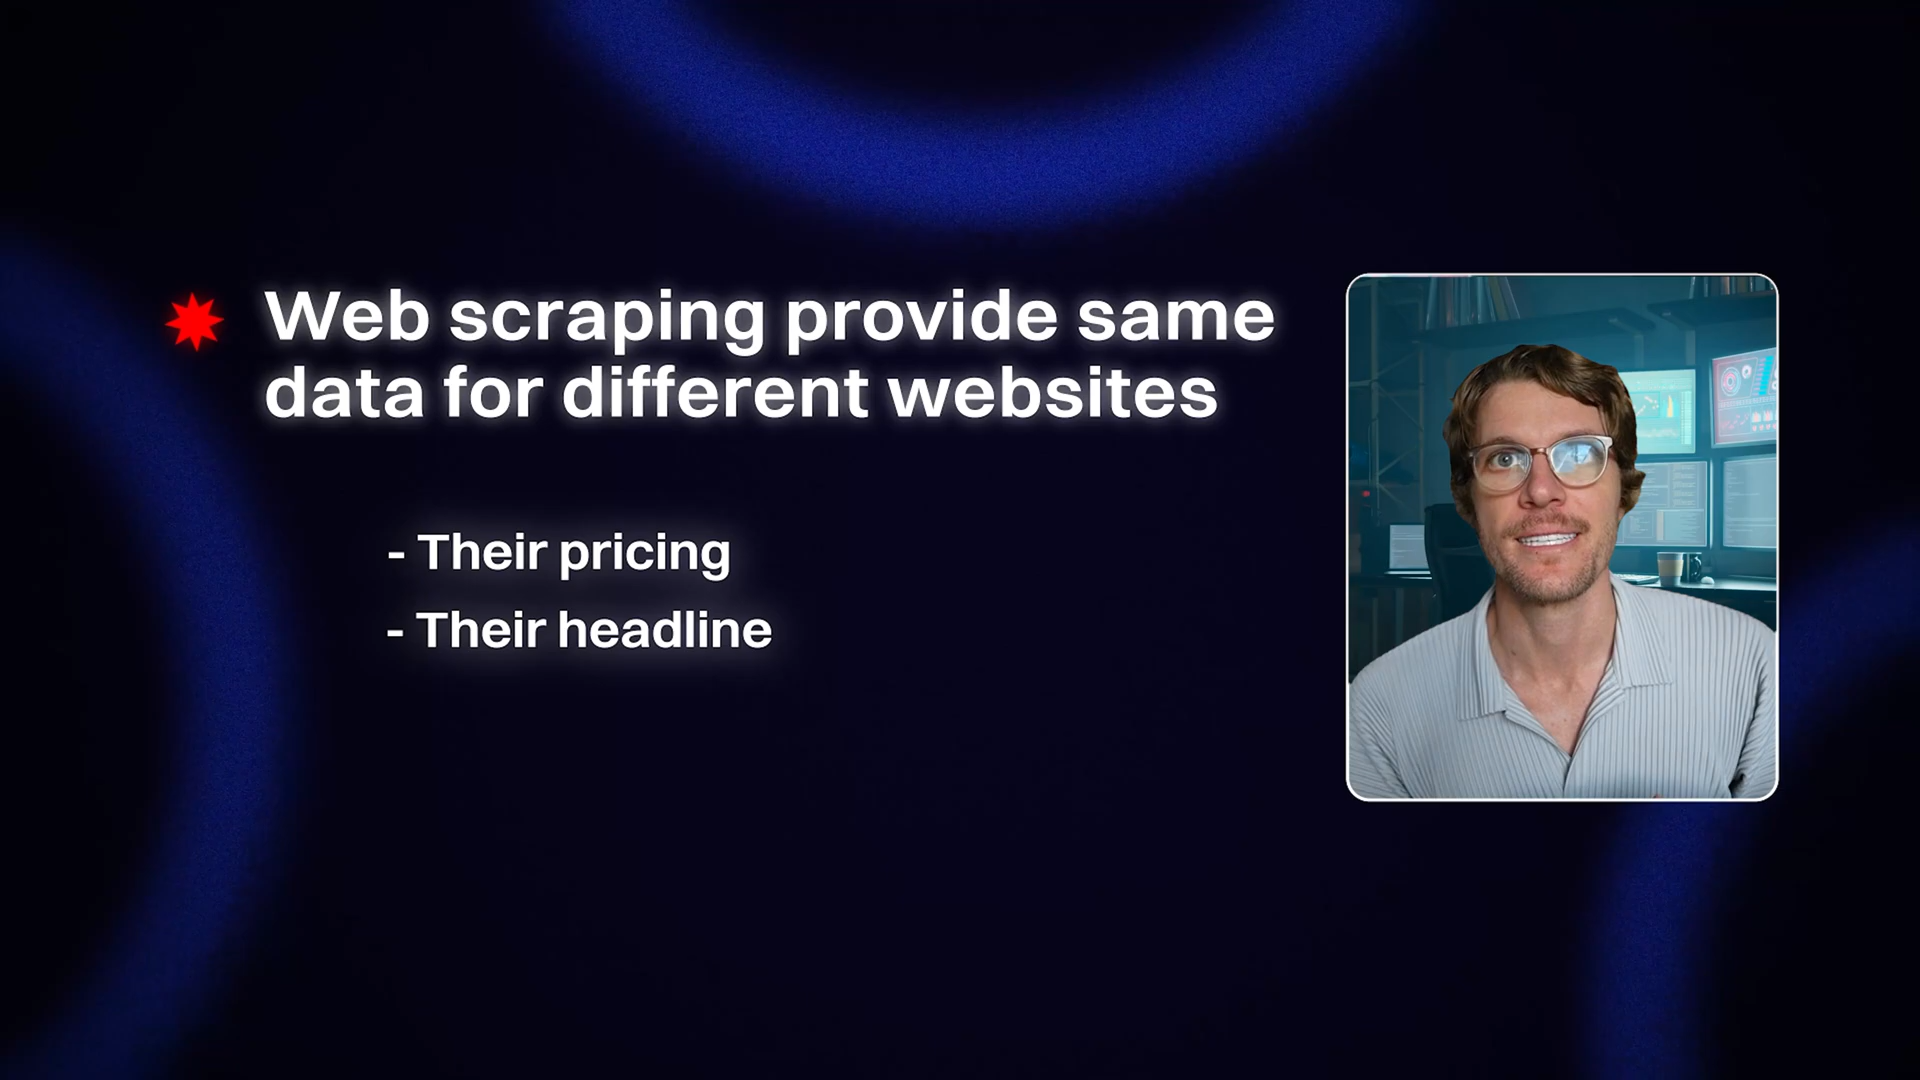 Web scraping provide same
data for different websites
- Their pricing
- Their headline